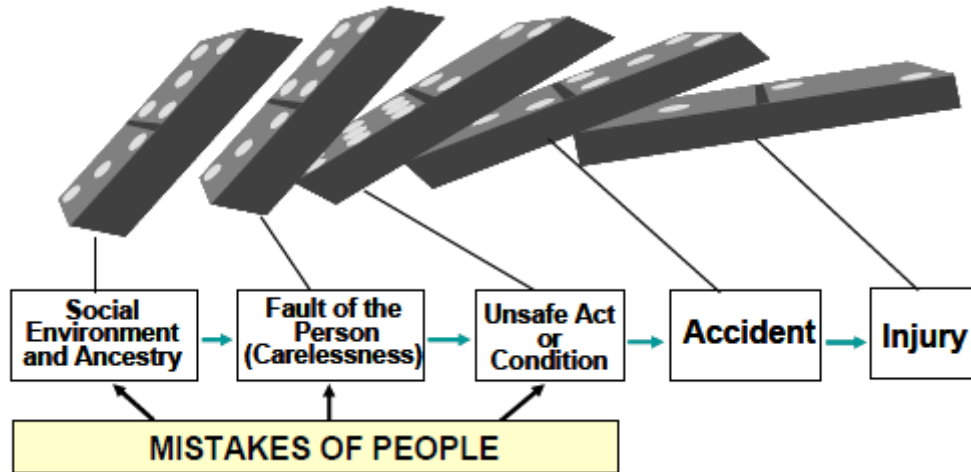 Social
Environment
and Ancestry
Fault of the
Person
(Carelessness)
Unsafe Act
or
Condition
Accident
Injury
MISTAKES OF PEOPLE